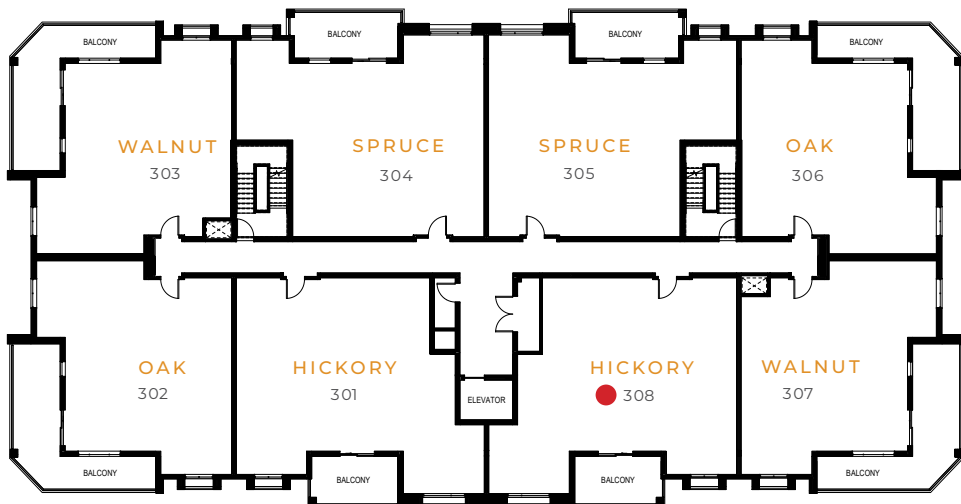 BALCONY
BALCONY
BALCONY
BALCONY
WALNUT
303
SPRUCE
304
SPRUCE
305
OAK
306
OAK
302
HICKORY
301
ELEVATOR
HICKORY
308
WALNUT
307
BALCONY
BALCONY
BALCONY
BALCONY